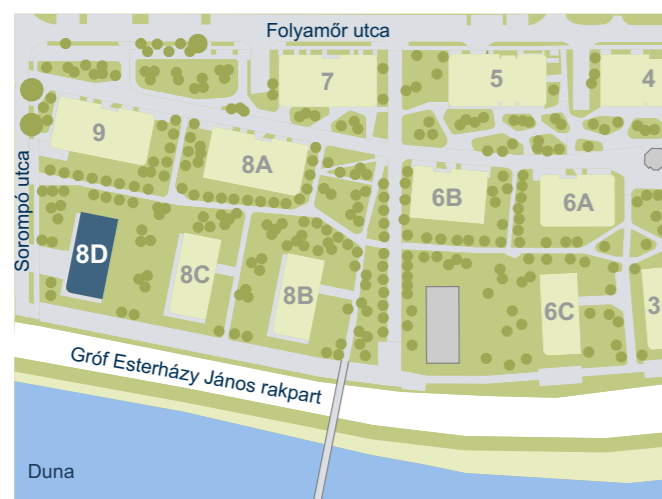 Folyamőr utca
7
5
4
9
8A
6B
6A
Sorompó utca
8D
8C
8B
6C
3
Gróf Esterházy János rakpart
Duna